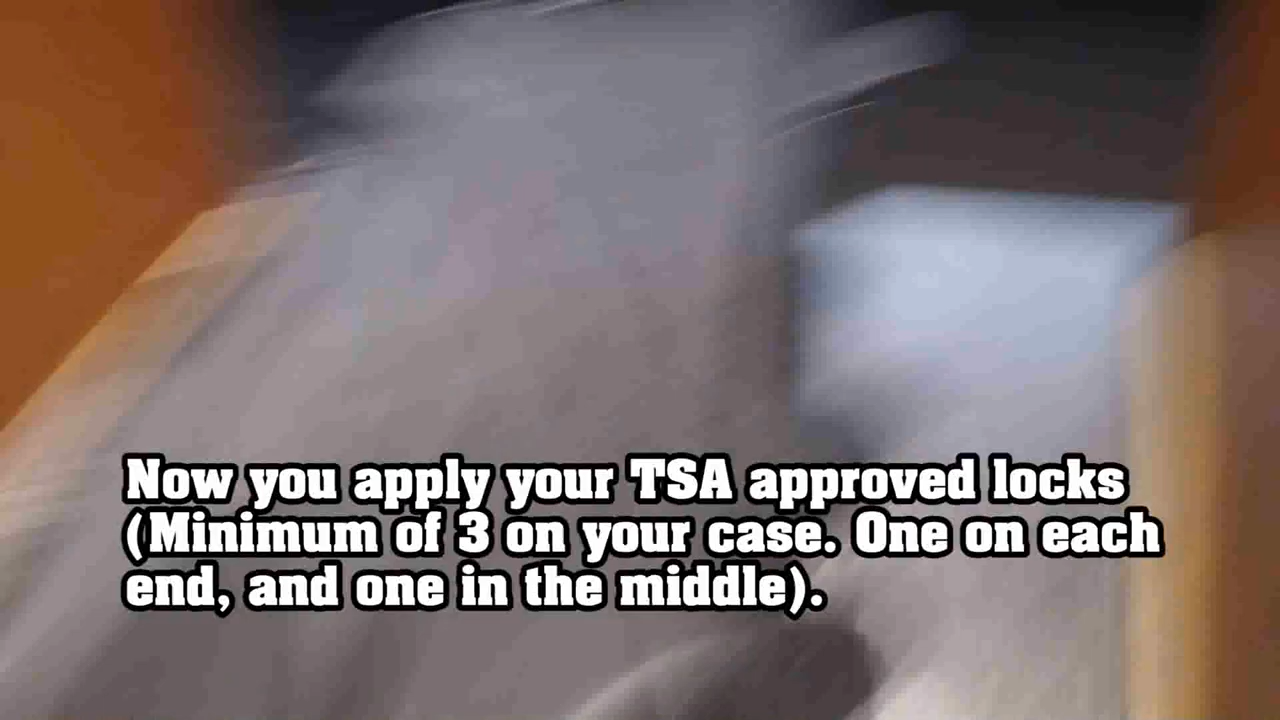 Now you apply your TSA approved locks
(Minimum of 3 on your case. One on each
end, and one in the middle).